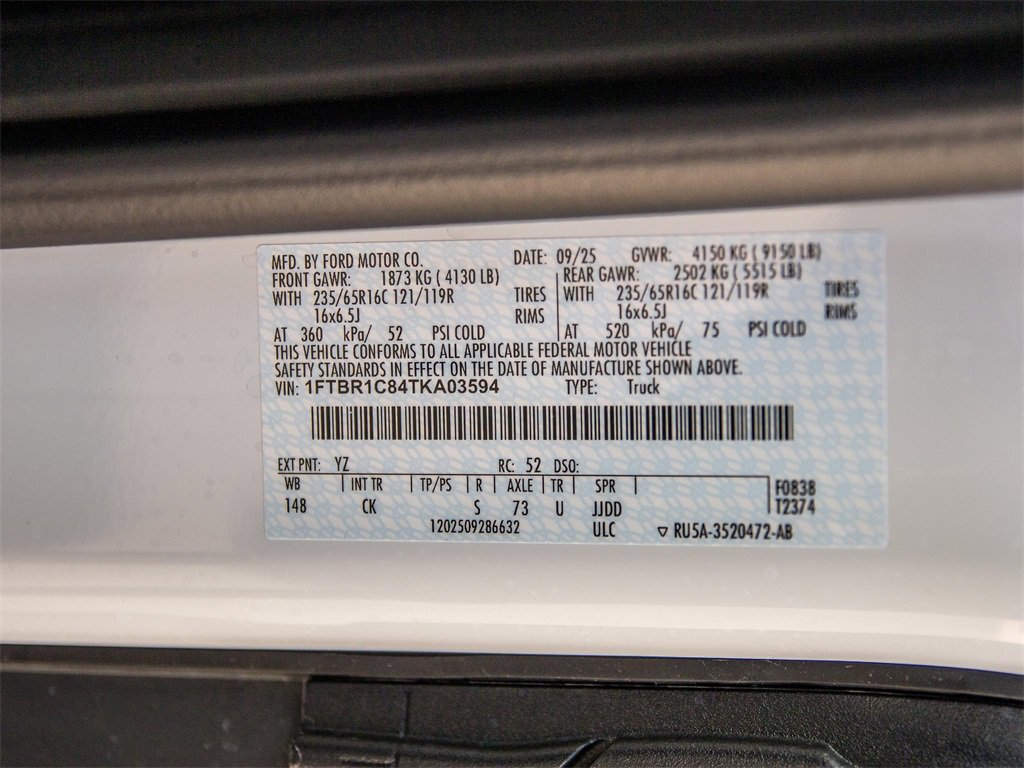 MFD. BY FORD MOTOR CO. DATE: 09/25 GVWR: 4150 KG ( 9150 LB)
FRONT GAWR: 1873 KG ( 4130 LB) REAR GAWR: 2502 KG ( 5515 LB)
WITH 235/65R16C 121/119R TIRES WITH 235/65R16C 121/119R TIRES
16x6.5J RIMS 16x6.5J RIMS
AT 360 kPa/ 52 PSI COLD AT 520 kPa/ 75 PSI COLD
THIS VEHICLE CONFORMS TO ALL APPLICABLE FEDERAL MOTOR VEHICLE
SAFETY STANDARDS IN EFFECT ON THE DATE OF MANUFACTURE SHOWN ABOVE.
VIN: 1FTBR1C84TKA03594 TYPE: Truck
EXT PNT: YZ RC: 52 DSO:
WB INT TR TP/PS R AXLE TR SPR F0838
148 CK S 73 U JJDD T2374
1202509286632 ULC ▽ RU5A-3520472-AB